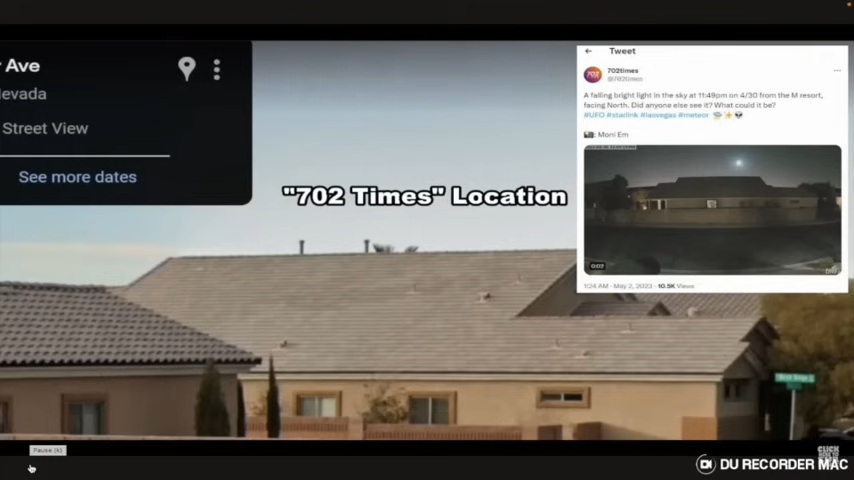 r Ave
Nevada
Street View
See more dates
"702 Times" Location
Tweet
702
702times
@702times
A falling bright light in the sky at 11:49pm on 4/30 from the M resort,
facing North. Did anyone else see it? What could it be?
#UFO #starlink #lasvegas #meteor
: Moni Em
1:24 AM · May 2, 2023 · 10.5K Views
Pause (k)
CLICK
DU RECORDER MAC